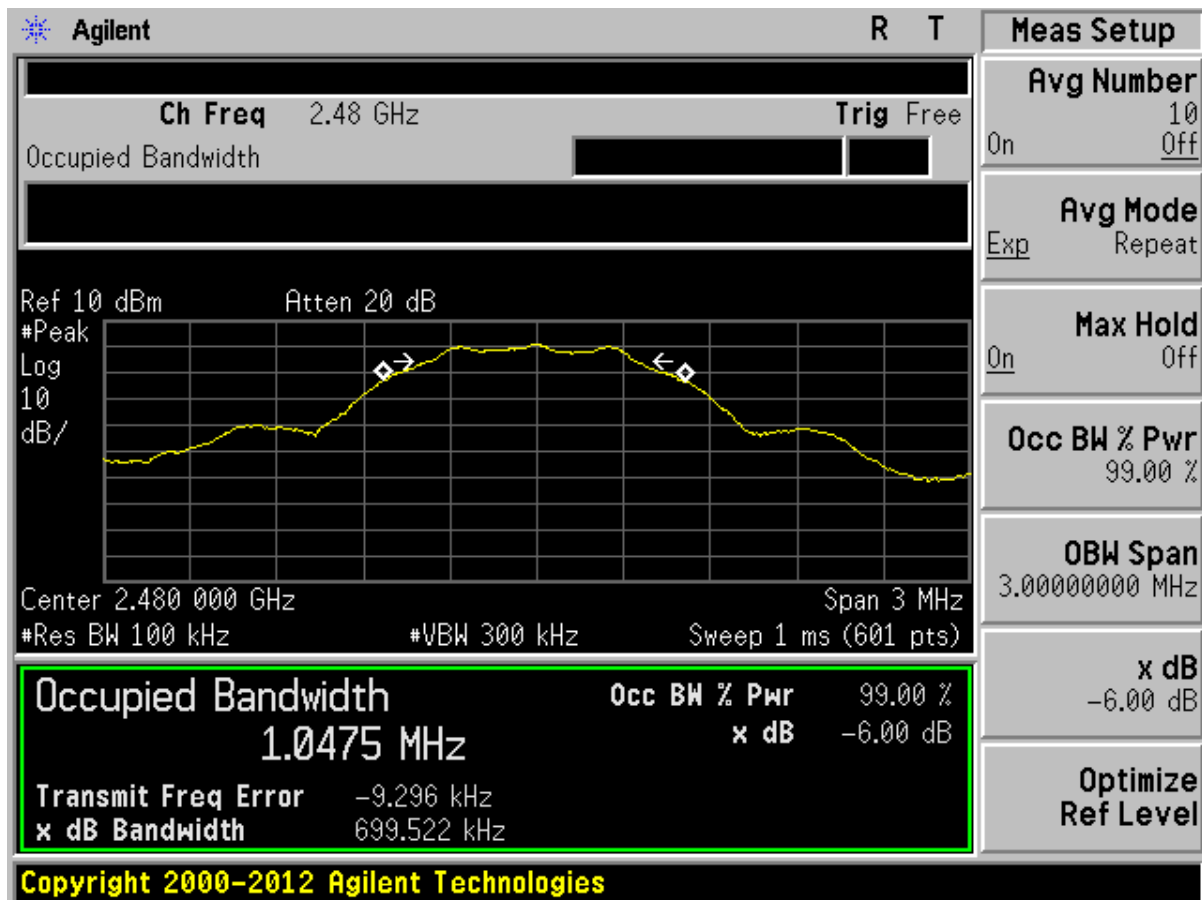 Agilent R T
Ch Freq 2.48 GHz Trig Free
Occupied Bandwidth
Ref 10 dBm Atten 20 dB
#Peak
Log
10
dB/
Center 2.480 000 GHz Span 3 MHz
#Res BW 100 kHz #VBW 300 kHz Sweep 1 ms (601 pts)
Occupied Bandwidth
1.0475 MHz
Occ BW % Pwr 99.00 %
x dB -6.00 dB
Transmit Freq Error -9.296 kHz
x dB Bandwidth 699.522 kHz
Copyright 2000-2012 Agilent Technologies
Meas Setup
Avg Number
10
On Off
Avg Mode
Exp Repeat
Max Hold
On Off
Occ BW % Pwr
99.00 %
OBW Span
3.00000000 MHz
x dB
-6.00 dB
Optimize
Ref Level